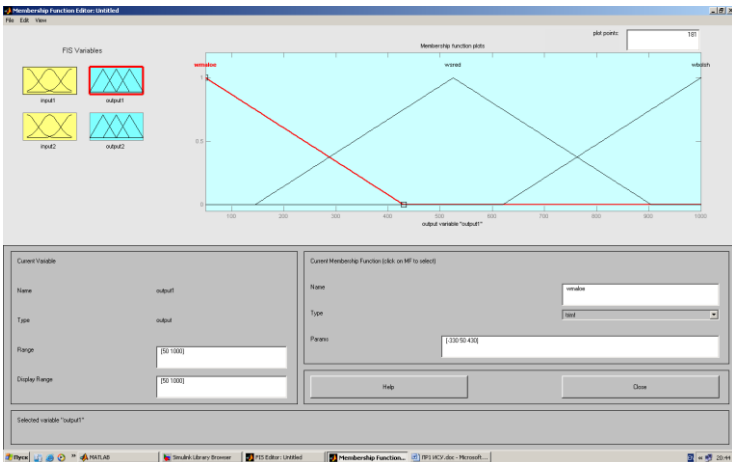 Membership Function Editor: Untitled
File Edit View
FIS Variables
plot points: 181
Membership function plots
wmaloe wsred wbolsh
input1 output1
input2 output2
1
0.5
0
100 200 300 400 500 600 700 800 900 1000
output variable "output1"
Current Variable
Name output1
Type output
Range [50 1000]
Display Range [50 1000]
Current Membership Function (click on MF to select)
Name wmaloe
Type trimf
Params [-330 50 430]
Help Close
Selected variable "output1"
Пуск MATLAB Simulink Library Browser FIS Editor: Untitled Membership Function... ПР1 ИСУ.doc - Microsoft... 20:44